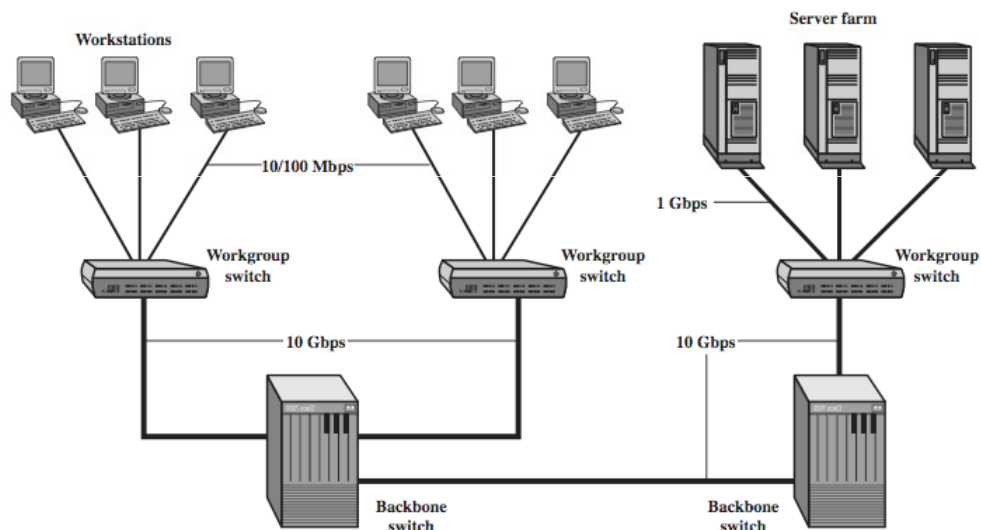 Server farm
Workstations
10/100 Mbps
1 Gbps
Workgroup
switch
Workgroup
switch
Workgroup
switch
10 Gbps
10 Gbps
Backbone
switch
Backbone
switch